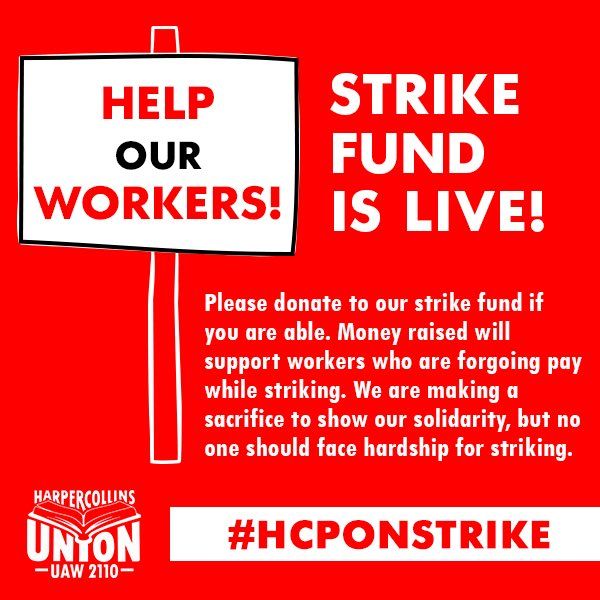 HELP
OUR
WORKERS!
STRIKE
FUND
IS LIVE!
Please donate to our strike fund if
you are able. Money raised will
support workers who are forgoing pay
while striking. We are making a
sacrifice to show our solidarity, but no
one should face hardship for striking.
HARPERCOLLINS
UNION
UAW 2110
#HCPONSTRIKE